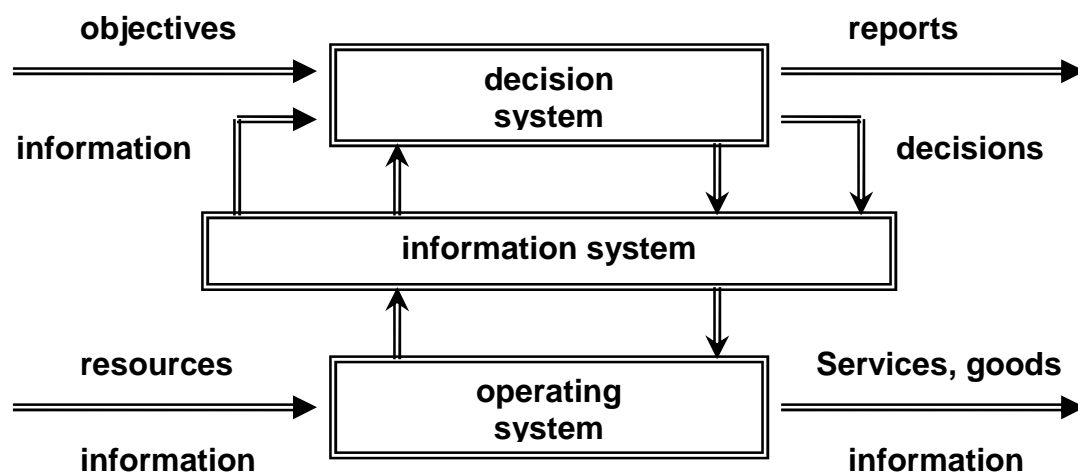 objectives
reports
decision
system
information
decisions
information system
resources
Services, goods
operating
system
information
information